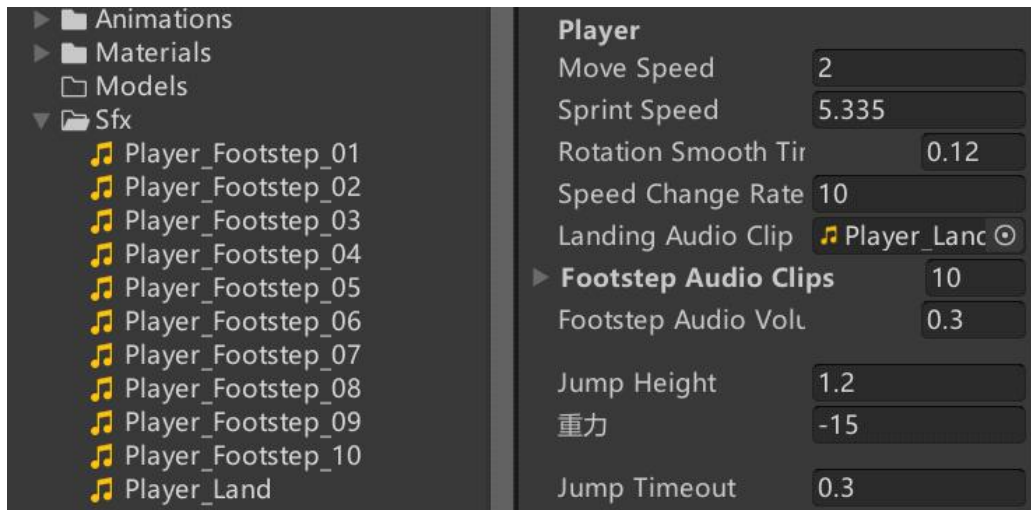 Animations
Materials
Models
Sfx
Player_Footstep_01
Player_Footstep_02
Player_Footstep_03
Player_Footstep_04
Player_Footstep_05
Player_Footstep_06
Player_Footstep_07
Player_Footstep_08
Player_Footstep_09
Player_Footstep_10
Player_Land
Player
Move Speed 2
Sprint Speed 5.335
Rotation Smooth Tir 0.12
Speed Change Rate 10
Landing Audio Clip Player_Lanc
Footstep Audio Clips 10
Footstep Audio Volu 0.3
Jump Height 1.2
重力 -15
Jump Timeout 0.3